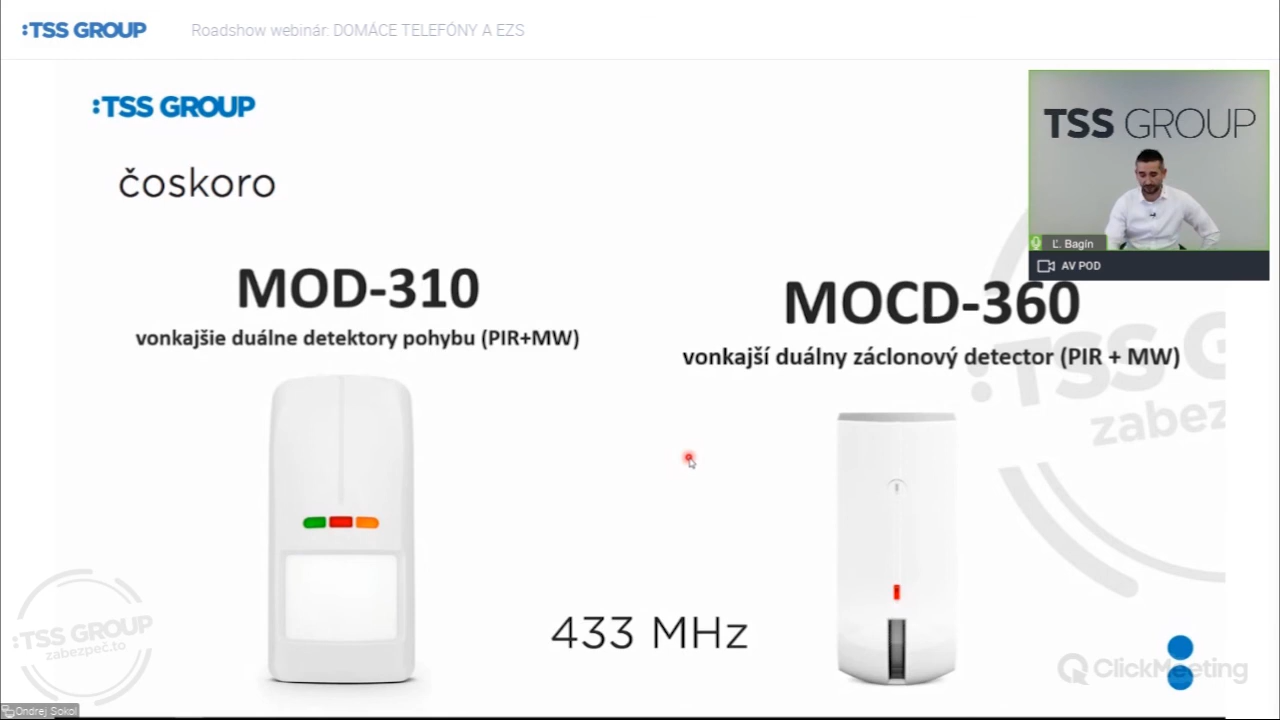 :TSS GROUP
Roadshow webinár: DOMÁCE TELEFÓNY A EZS
:TSS GROUP
TSS GROUP
čoskoro
Ľ. Bagin
AV POD
MOD-310
vonkajšie duálne detektory pohybu (PIR+MW)
MOCD-360
vonkajší duálny záclonový detector (PIR + MW)
:TSS G
zabez
433 MHz
:TSS GROUP
zabezpeč.to
ClickMeeting
Ondrej Sokol